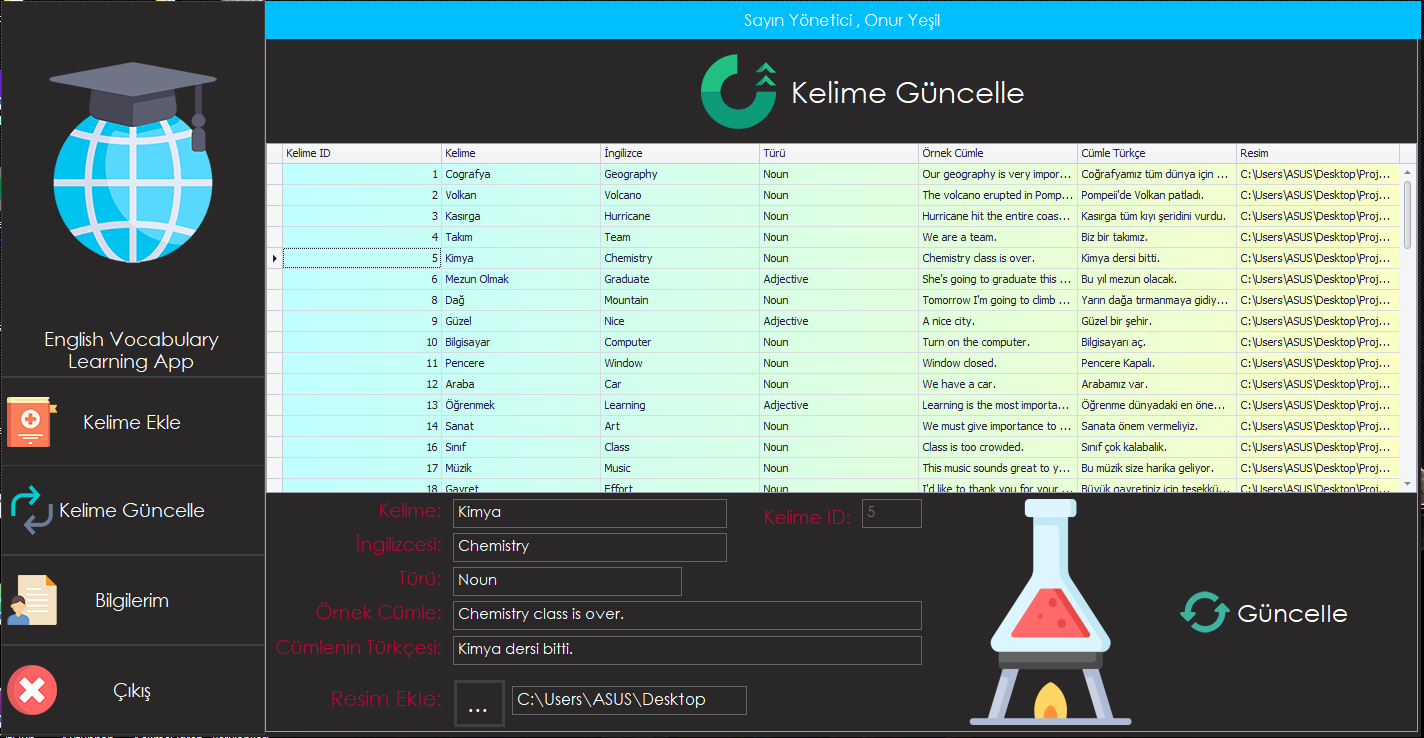 Sayın Yönetici , Onur Yeşil
Kelime Güncelle
English Vocabulary
Learning App
Kelime Ekle
Kelime Güncelle
Bilgilerim
Çıkış
Kelime ID Kelime İngilizce Türü Örnek Cümle Cümle Türkçe Resim
1 Cografya Geography Noun Our geography is very impor... Coğrafyamız tüm dünya için ... C:\Users\ASUS\Desktop\Proj...
2 Volkan Volcano Noun The volcano erupted in Pomp... Pompeii'de Volkan patladı. C:\Users\ASUS\Desktop\Proj...
3 Kasırga Hurricane Noun Hurricane hit the entire coas... Kasırga tüm kıyı şeridini vurdu. C:\Users\ASUS\Desktop\Proj...
4 Takım Team Noun We are a team. Biz bir takımız. C:\Users\ASUS\Desktop\Proj...
5 Kimya Chemistry Noun Chemistry class is over. Kimya dersi bitti. C:\Users\ASUS\Desktop\Proj...
6 Mezun Olmak Graduate Adjective She's going to graduate this ... Bu yıl mezun olacak. C:\Users\ASUS\Desktop\Proj...
8 Dağ Mountain Noun Tomorrow I'm going to climb ... Yarın dağa tırmanmaya gidiy... C:\Users\ASUS\Desktop\Proj...
9 Güzel Nice Adjective A nice city. Güzel bir şehir. C:\Users\ASUS\Desktop\Proj...
10 Bilgisayar Computer Noun Turn on the computer. Bilgisayarı aç. C:\Users\ASUS\Desktop\Proj...
11 Pencere Window Noun Window closed. Pencere Kapalı. C:\Users\ASUS\Desktop\Proj...
12 Araba Car Noun We have a car. Arabamız var. C:\Users\ASUS\Desktop\Proj...
13 Öğrenmek Learning Adjective Learning is the most importa... Öğrenme dünyadaki en öne... C:\Users\ASUS\Desktop\Proj...
14 Sanat Art Noun We must give importance to ... Sanata önem vermeliyiz. C:\Users\ASUS\Desktop\Proj...
16 Sınıf Class Noun Class is too crowded. Sınıf çok kalabalık. C:\Users\ASUS\Desktop\Proj...
17 Müzik Music Noun This music sounds great to y... Bu müzik size harika geliyor. C:\Users\ASUS\Desktop\Proj...
18 Gayret Effort Noun I'd like to thank you for your ... Büyük gayretiniz için teşekkü... C:\Users\ASUS\Desktop\Proj...
Kelime: Kimya
Kelime ID: 5
İngilizcesi: Chemistry
Türü: Noun
Örnek Cümle: Chemistry class is over.
Cümlenin Türkçesi: Kimya dersi bitti.
Resim Ekle: ... C:\Users\ASUS\Desktop
Güncelle